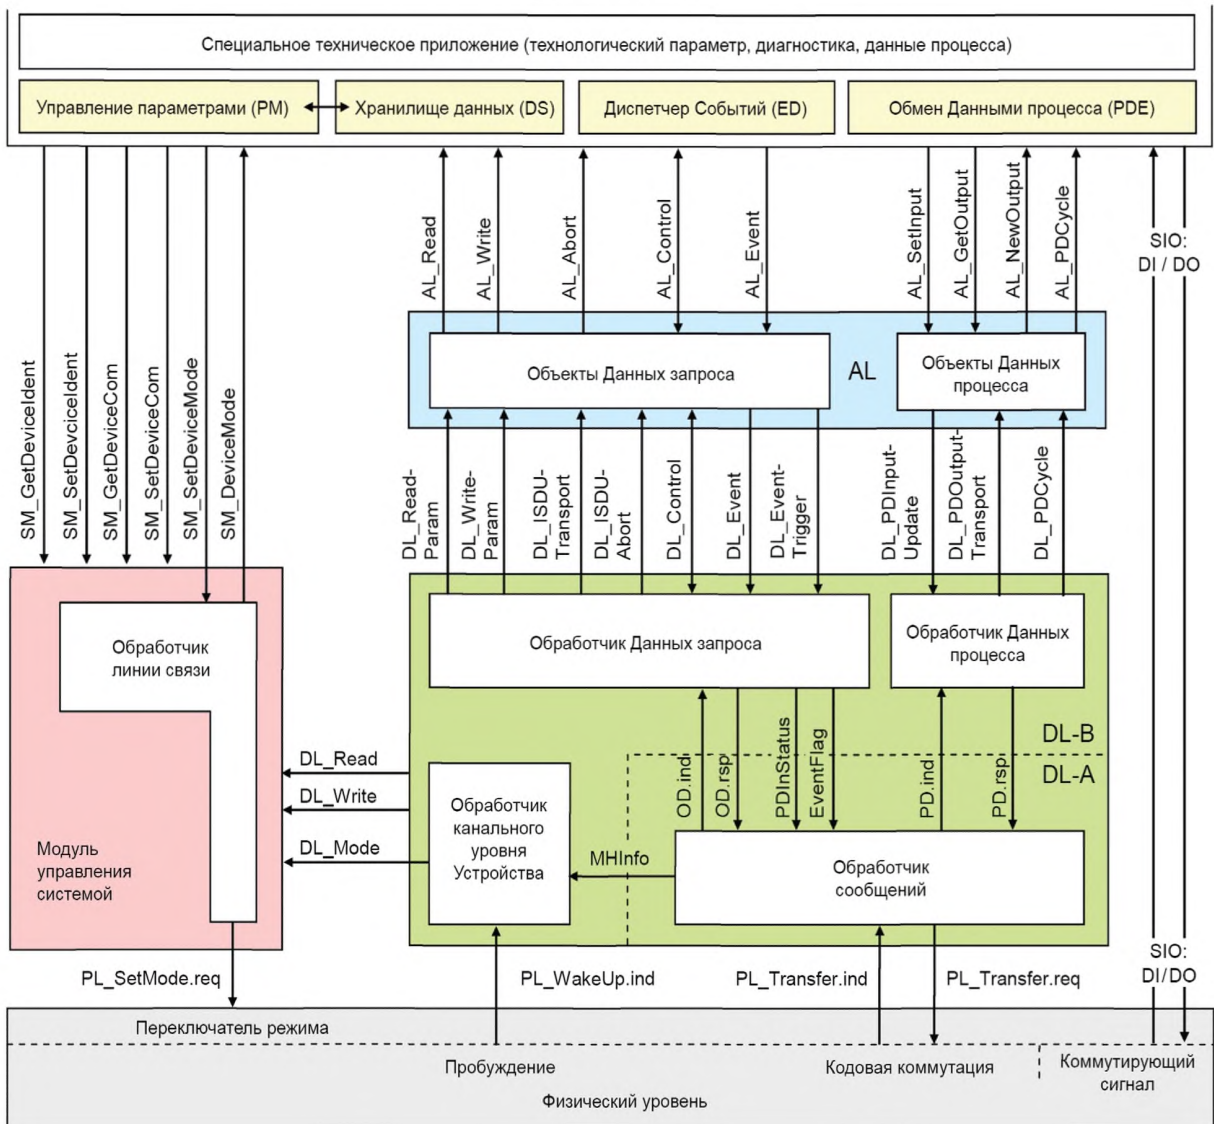 Специальное техническое приложение (технологический параметр, диагностика, данные процесса)
Управление параметрами (PM)
Хранилище данных (DS)
Диспетчер Событий (ED)
Обмен Данными процесса (PDE)
SM_GetDeviceIdent
SM_SetDevciceIdent
SM_GetDeviceCom
SM_SetDeviceCom
SM_SetDeviceMode
SM_DeviceMode
AL_Read
AL_Write
AL_Abort
AL_Control
AL_Event
AL_SetInput
AL_GetOutput
AL_NewOutput
AL_PDCycle
SIO:
DI / DO
Объекты Данных запроса
AL
Объекты Данных
процесса
DL_Read-
Param
DL_Write-
Param
DL_ISDU-
Transport
DL_ISDU-
Abort
DL_Control
DL_Event
DL_Event-
Trigger
DL_PDInput-
Update
DL_PDOutput-
Transport
DL_PDCycle
Обработчик
линии связи
Обработчик Данных запроса
Обработчик Данных
процесса
DL-B
DL-A
OD.ind
OD.rsp
PDInStatus
EventFlag
PD.ind
PD.rsp
DL_Read
DL_Write
DL_Mode
Обработчик
канального
уровня
Устройства
MHInfo
Обработчик
сообщений
Модуль
управления
системой
PL_SetMode.req
PL_WakeUp.ind
PL_Transfer.ind
PL_Transfer.req
SIO:
DI/DO
Переключатель режима
Пробуждение
Кодовая коммутация
Коммутирующий
сигнал
Физический уровень